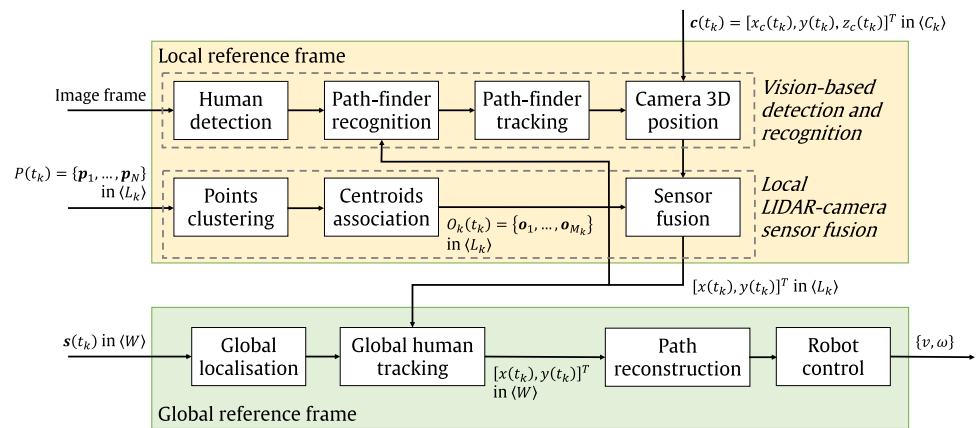 𝒄(t_k) = [x_c(t_k), y(t_k), z_c(t_k)]^T in ⟨C_k⟩
Local reference frame
Image frame
Human
detection
Path-finder
recognition
Path-finder
tracking
Camera 3D
position
Vision-based
detection and
recognition
P(t_k) = {𝒑_1, …, 𝒑_N}
in ⟨L_k⟩
Points
clustering
Centroids
association
O_k(t_k) = {𝒐_1, …, 𝒐_{M_k}}
in ⟨L_k⟩
Sensor
fusion
Local
LIDAR-camera
sensor fusion
[x(t_k), y(t_k)]^T in ⟨L_k⟩
𝒔(t_k) in ⟨W⟩
Global
localisation
Global human
tracking
[x(t_k), y(t_k)]^T
in ⟨W⟩
Path
reconstruction
Robot
control
{v, ω}
Global reference frame